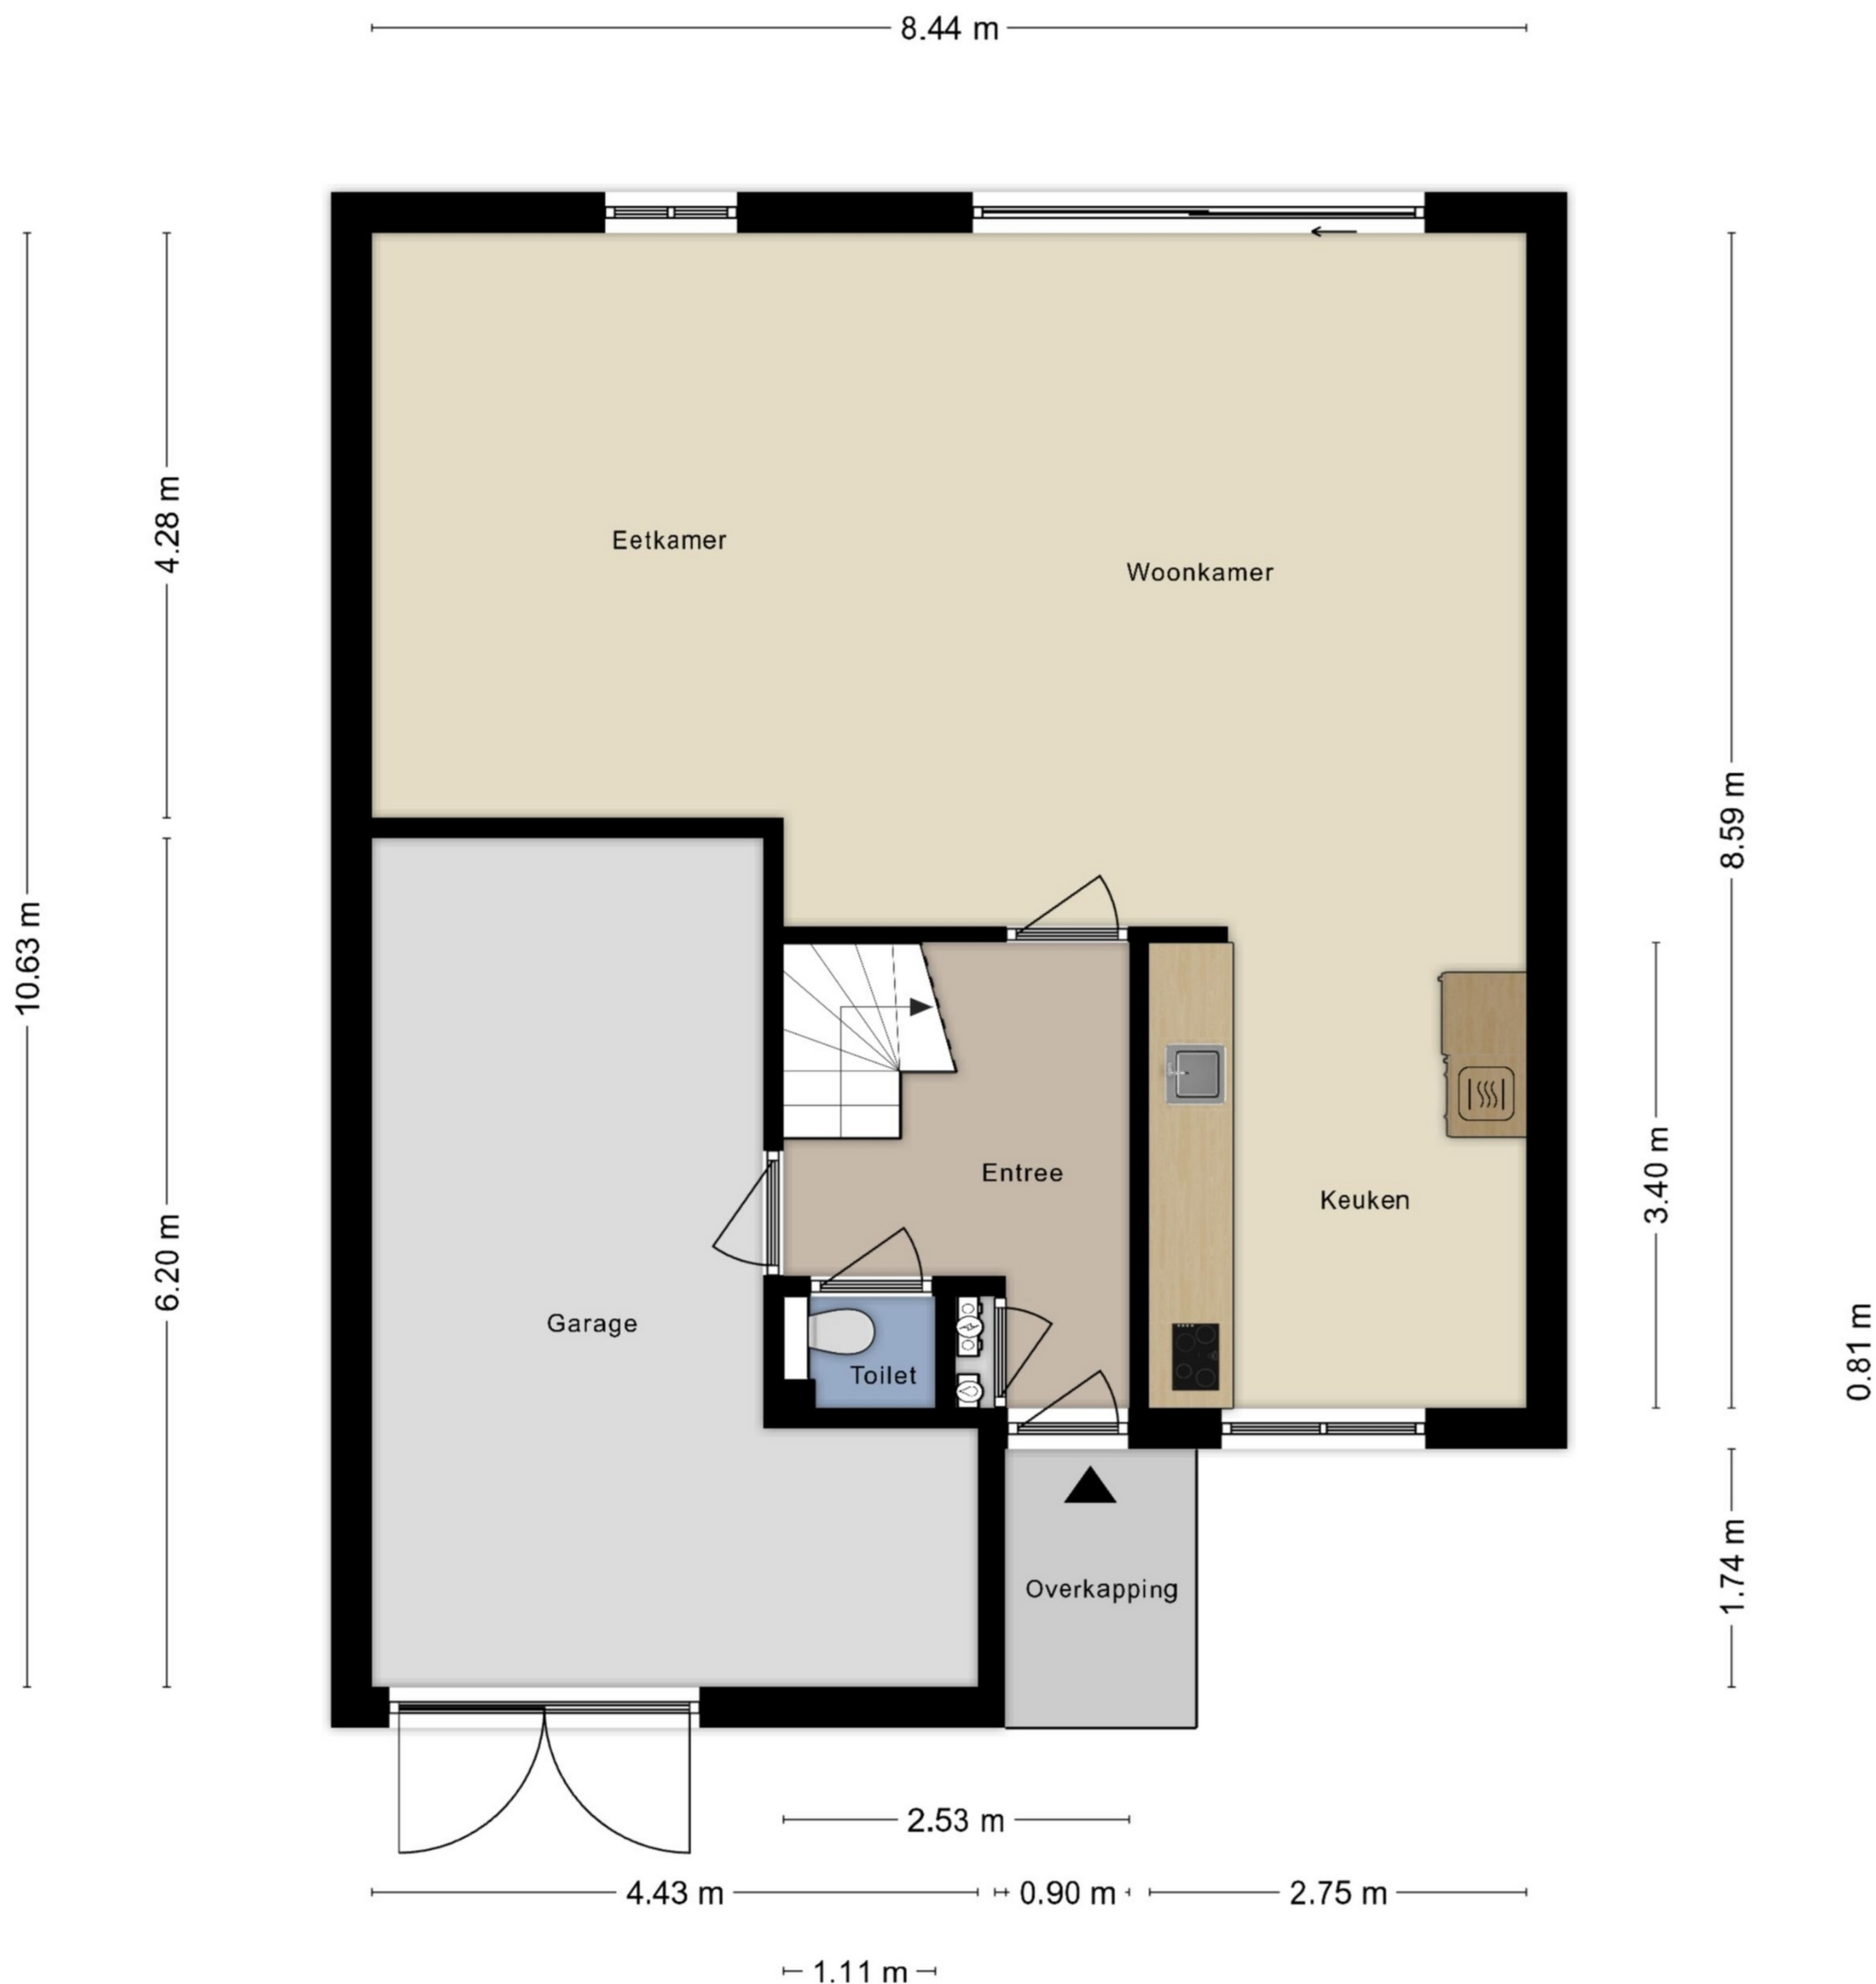 8.44 m
4.28 m
Eetkamer
Woonkamer
8.59 m
10.63 m
3.40 m
Entree
Keuken
6.20 m
Garage
0.81 m
Toilet
1.74 m
Overkapping
2.53 m
4.43 m
0.90 m
2.75 m
1.11 m